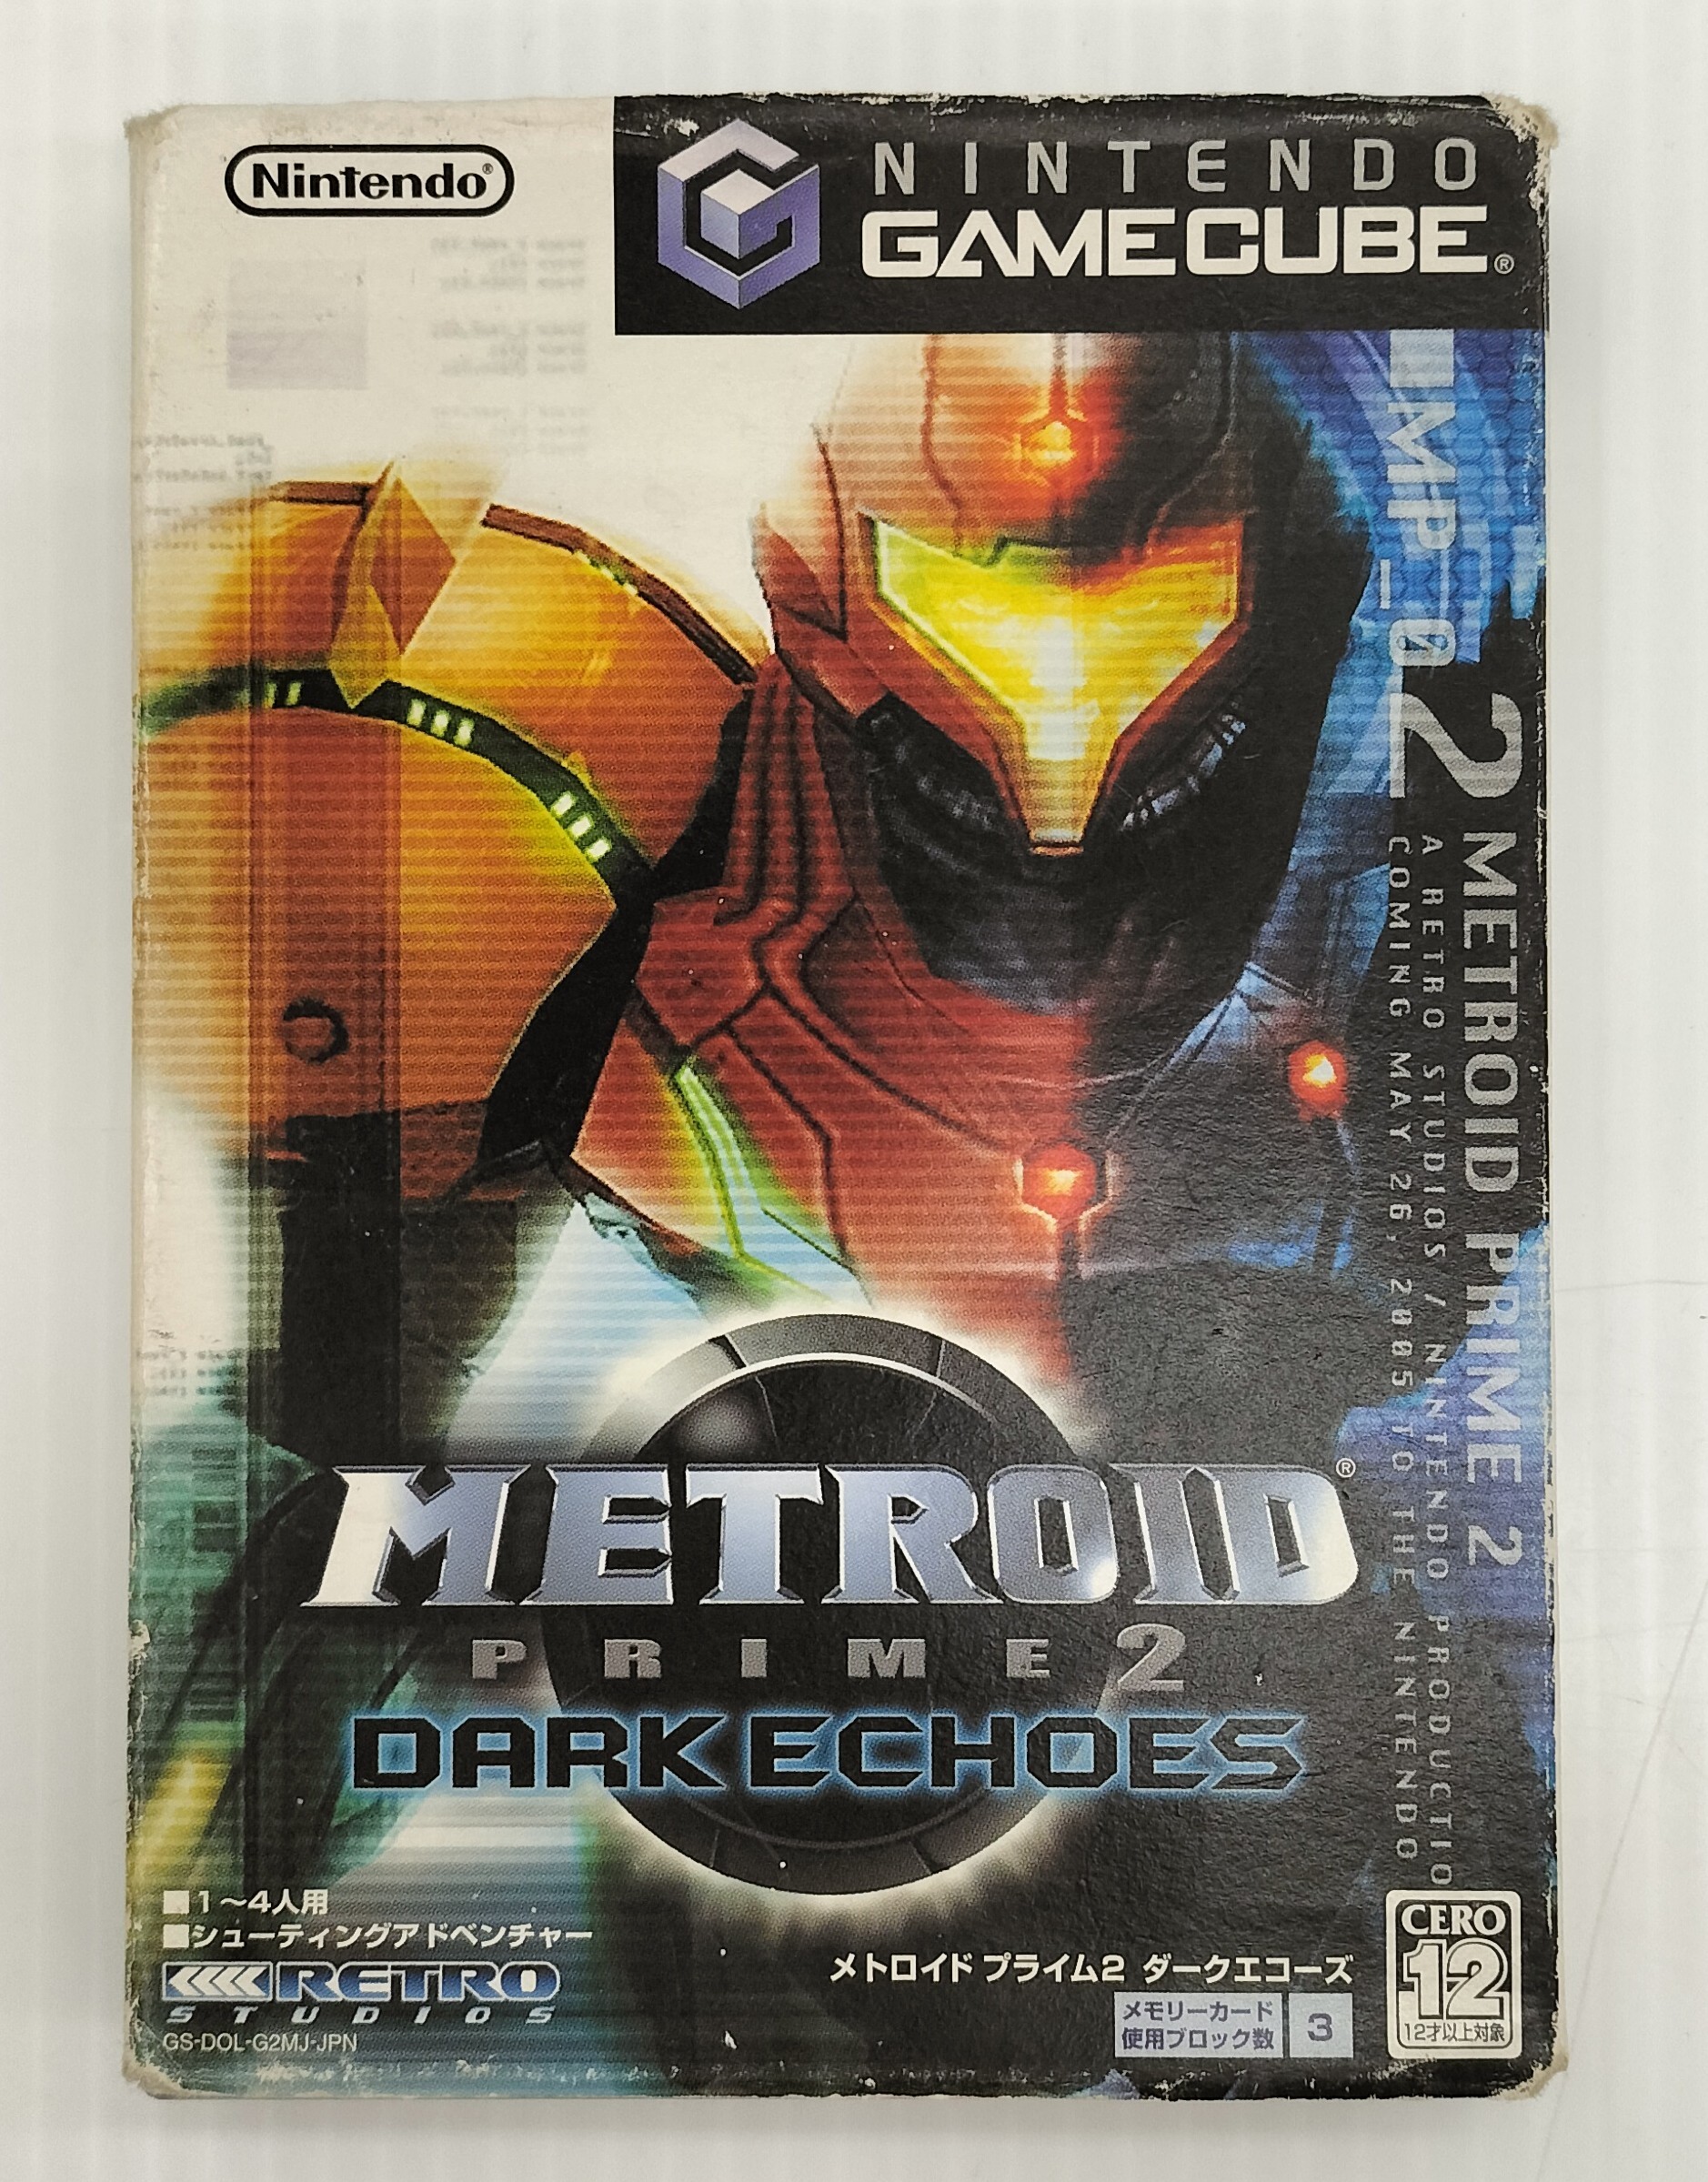 Nintendo®
NINTENDO
GAMECUBE®
MP_02
2 METROID PRIME 2
A RETRO STUDIOS / NINTENDO PRODUCTIO
COMING MAY 26, 2005 TO THE NINTENDO
METROID®
PRIME 2
DARK ECHOES
■1〜4人用
■シューティングアドベンチャー
RETRO
STUDIOS
GS-DOL-G2MJ-JPN
メトロイド プライム2 ダークエコーズ
メモリーカード
使用ブロック数 3
CERO
12
12才以上対象